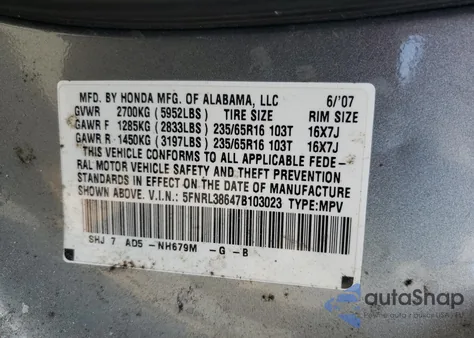 MFD. BY HONDA MFG. OF ALABAMA, LLC 6/'07
GVWR 2700KG (5952LBS) TIRE SIZE RIM SIZE
GAWR F 1285KG (2833LBS) 235/65R16 103T 16X7J
GAWR R 1450KG (3197LBS) 235/65R16 103T 16X7J
THIS VEHICLE CONFORMS TO ALL APPLICABLE FEDE-
RAL MOTOR VEHICLE SAFETY AND THEFT PREVENTION
STANDARDS IN EFFECT ON THE DATE OF MANUFACTURE
SHOWN ABOVE. V.I.N.: 5FNRL38647B103023 TYPE:MPV
SHJ 7 AD5 -NH679M -G -B
autaShap